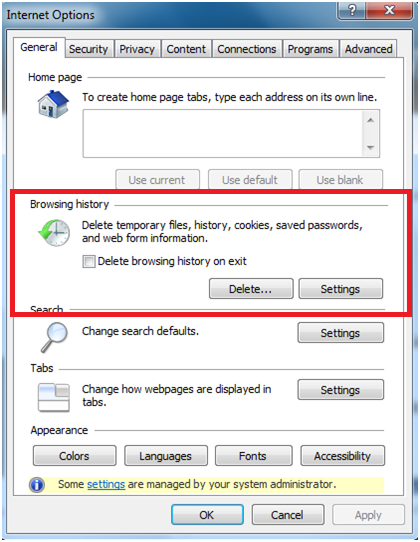 Internet Options
?
General Security Privacy Content Connections Programs Advanced
Home page
To create home page tabs, type each address on its own line.
Use current Use default Use blank
Browsing history
Delete temporary files, history, cookies, saved passwords,
and web form information.
Delete browsing history on exit
Delete... Settings
Search
Change search defaults. Settings
Tabs
Change how webpages are displayed in Settings
tabs.
Appearance
Colors Languages Fonts Accessibility
Some settings are managed by your system administrator.
OK Cancel Apply